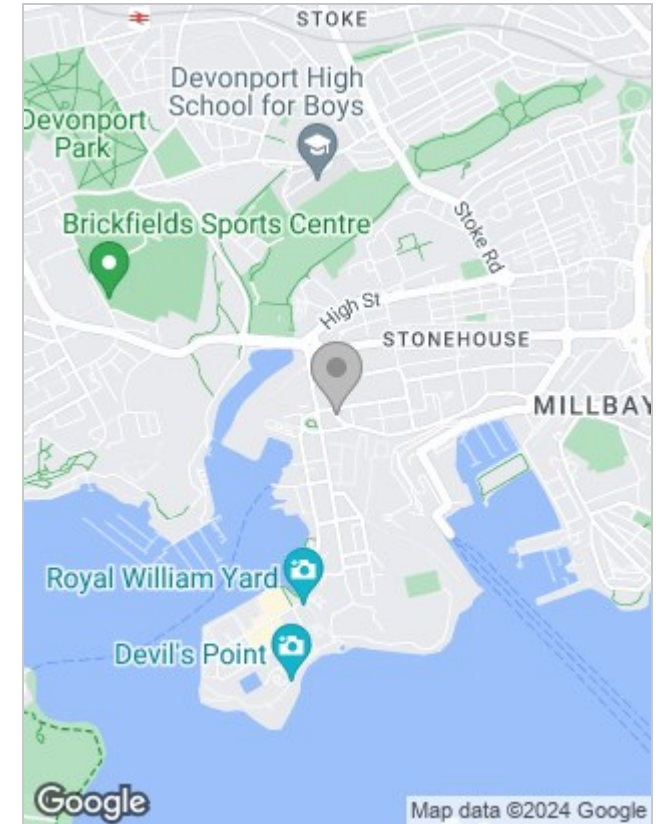 STOKE
Devonport High
School for Boys
Devonport
Park
Brickfields Sports Centre
Stoke Rd
High St
STONEHOUSE
MILLBAY
Royal William Yard
Devil's Point
Google
Map data ©2024 Google